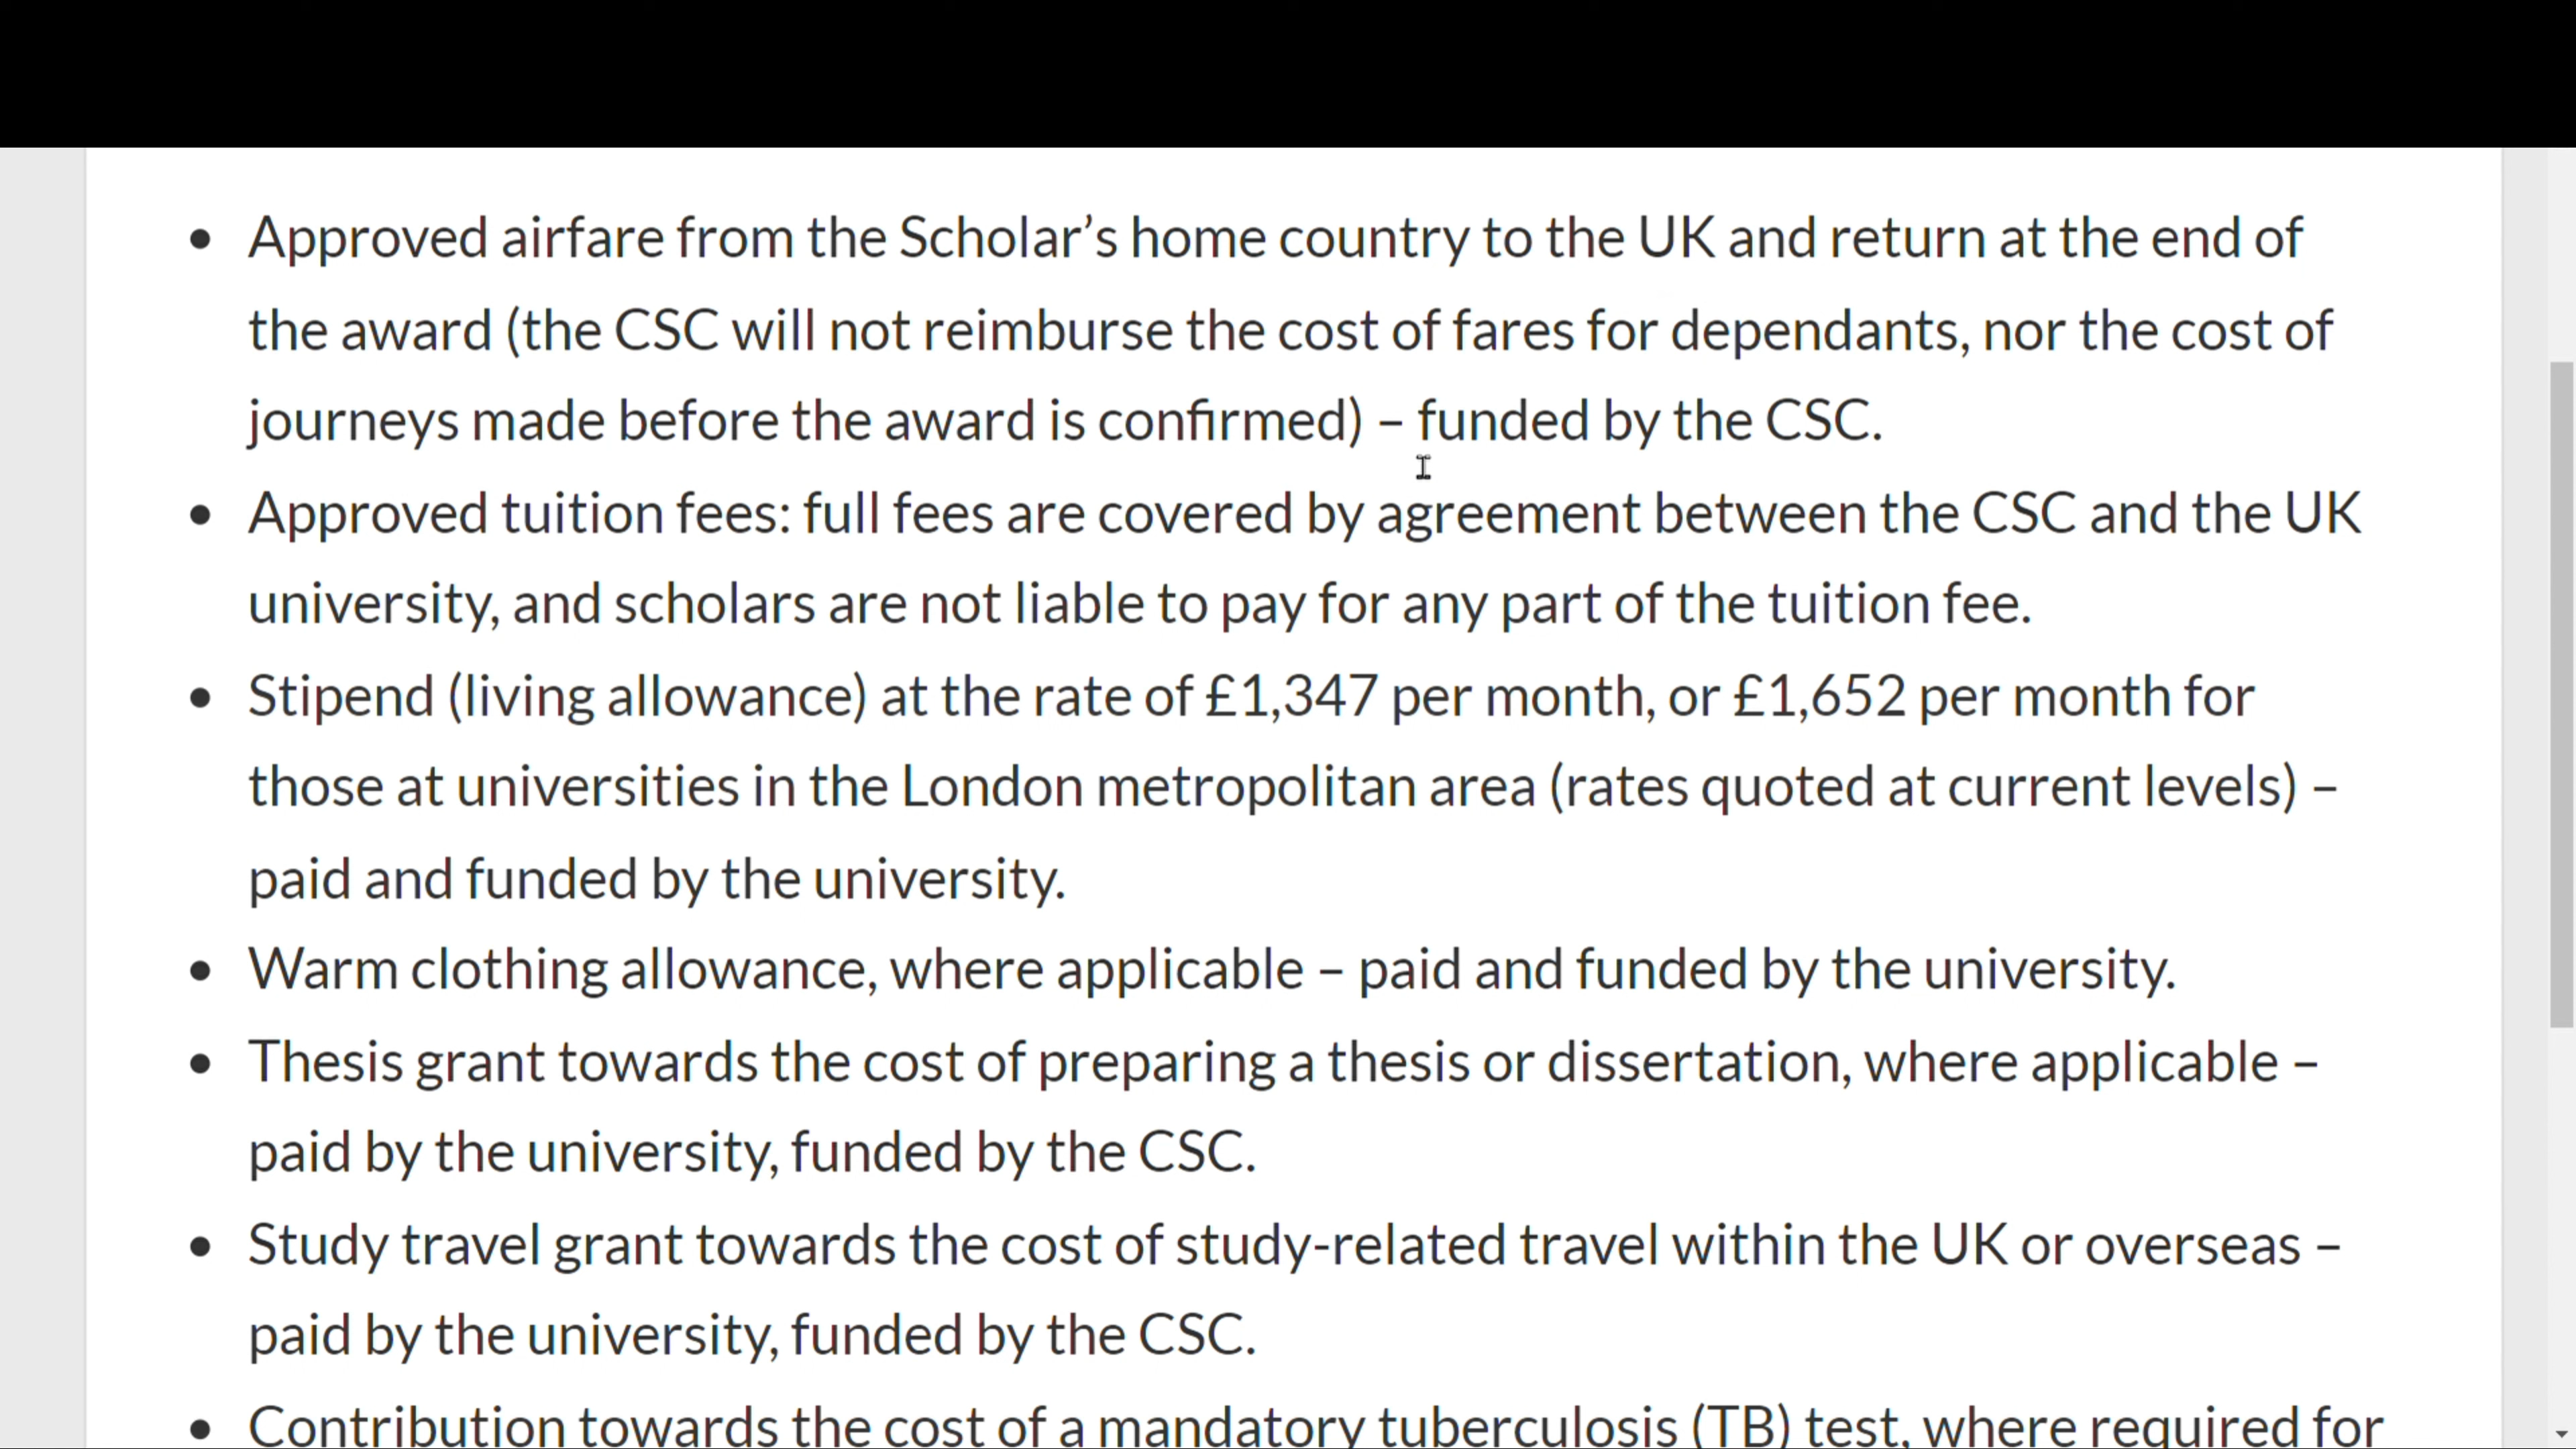 • Approved airfare from the Scholar’s home country to the UK and return at the end of
the award (the CSC will not reimburse the cost of fares for dependants, nor the cost of
journeys made before the award is confirmed) – funded by the CSC.
• Approved tuition fees: full fees are covered by agreement between the CSC and the UK
university, and scholars are not liable to pay for any part of the tuition fee.
• Stipend (living allowance) at the rate of £1,347 per month, or £1,652 per month for
those at universities in the London metropolitan area (rates quoted at current levels) –
paid and funded by the university.
• Warm clothing allowance, where applicable – paid and funded by the university.
• Thesis grant towards the cost of preparing a thesis or dissertation, where applicable –
paid by the university, funded by the CSC.
• Study travel grant towards the cost of study-related travel within the UK or overseas –
paid by the university, funded by the CSC.
• Contribution towards the cost of a mandatory tuberculosis (TB) test, where required for